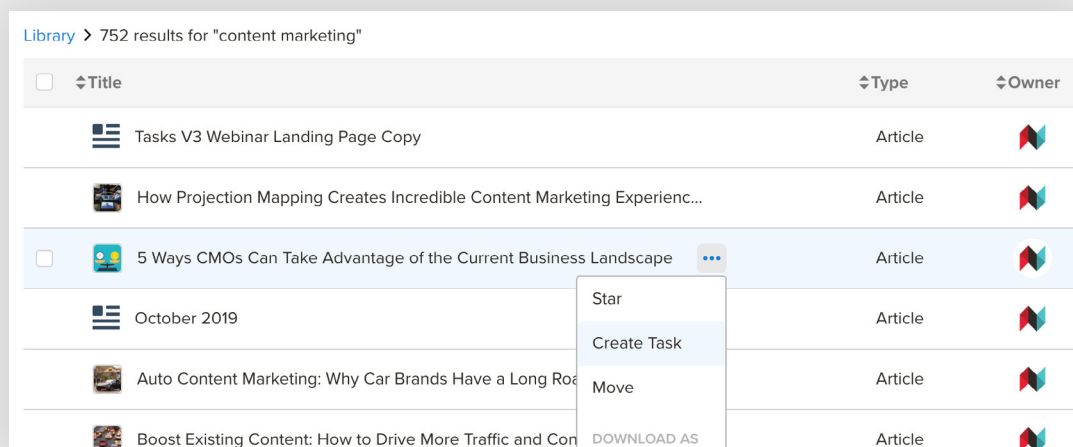 Library > 752 results for "content marketing"
Title Type Owner
Tasks V3 Webinar Landing Page Copy Article
How Projection Mapping Creates Incredible Content Marketing Experienc... Article
5 Ways CMOs Can Take Advantage of the Current Business Landscape ••• Article
Star
October 2019 Article
Create Task
Auto Content Marketing: Why Car Brands Have a Long Roa Article
Move
Boost Existing Content: How to Drive More Traffic and Con Article
DOWNLOAD AS